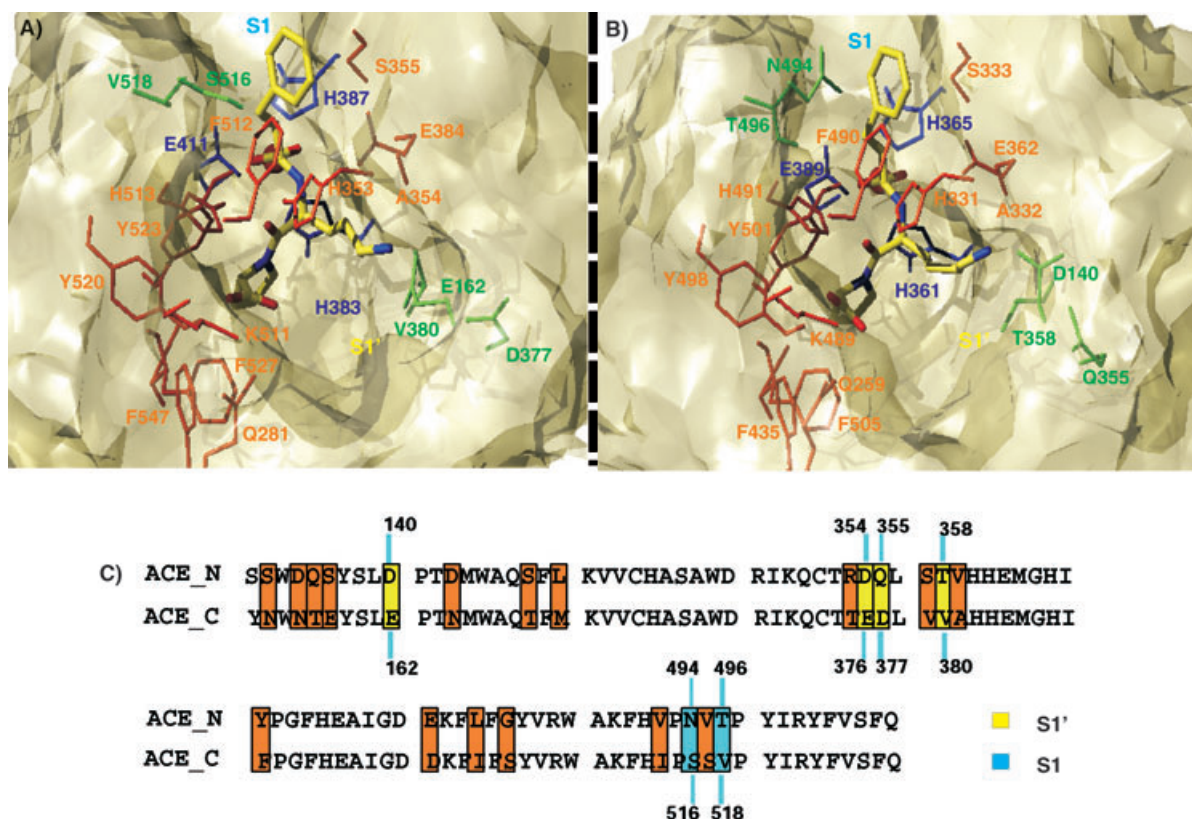 A)
S1
S355
V518
S516
H387
F512
E384
E411
H513
H353
A354
Y523
Y520
E162
H383
V380
K511
S1'
D377
F527
F547
Q281
B)
S1
N494
S333
T496
F490
H365
E362
E389
H491
H331
A332
Y501
Y498
D140
H361
T358
K489
S1'
Q355
Q259
F435
F505
140 354 355 358
C) ACE_N SSWDQSYSLD PTDMWAQSFL KVVCHASAWD RIKQCTRDQL STVHHEMGHI
ACE_C YNWNTEYSLE PTNMWAQTFM KVVCHASAWD RIKQCTTEDL VVAHHEMGHI
162 376 377 380
494 496
ACE_N YPGFHEAIGD EKFLFGYVRW AKFHVPNVTP YIRYFVSFQ
ACE_C FPGFHEAIGD DKFIFSYVRW AKFHIPSSVP YIRYFVSFQ
516 518
S1'
S1